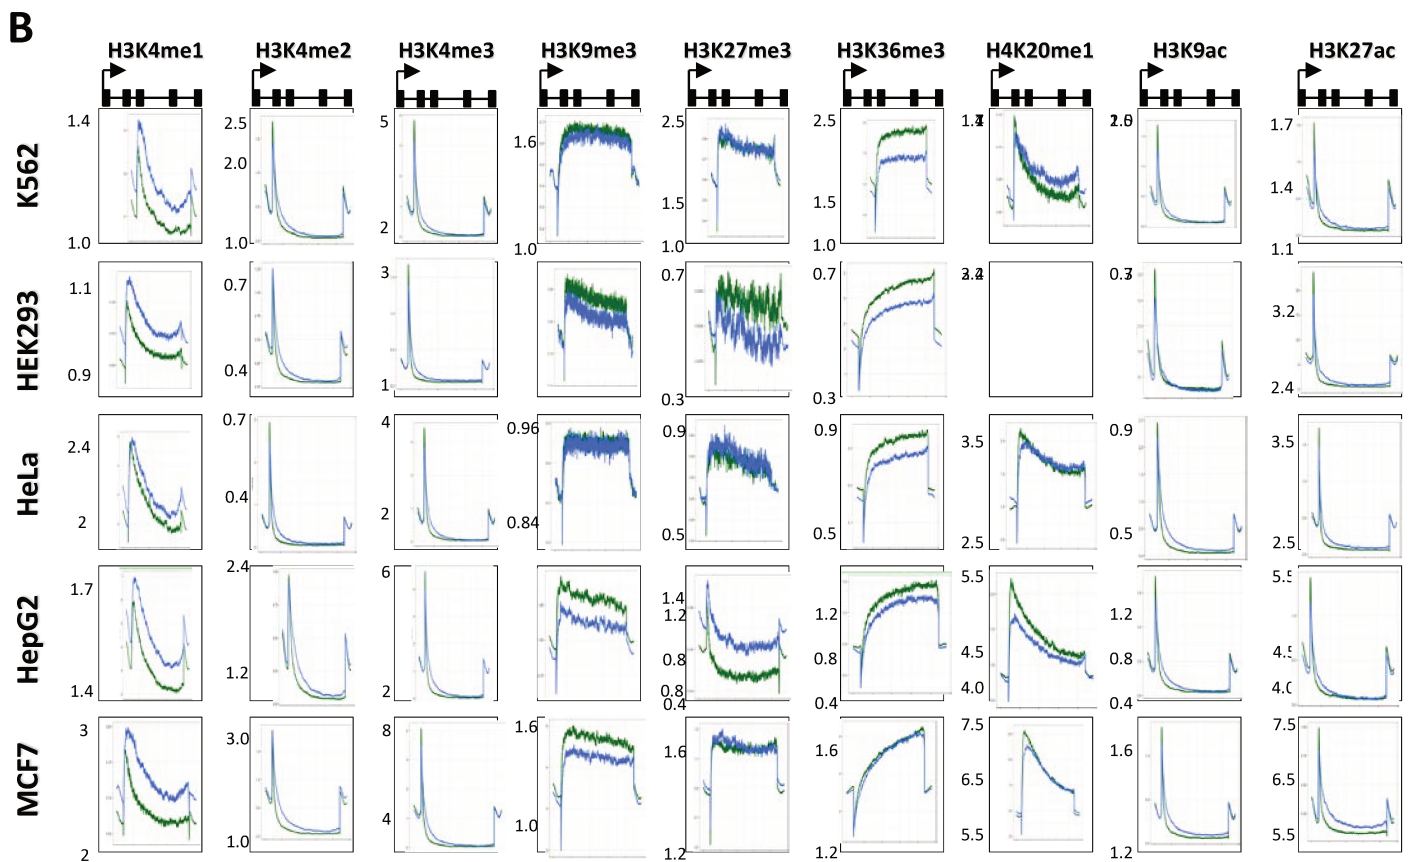 B
H3K4me1 H3K4me2 H3K4me3 H3K9me3 H3K27me3 H3K36me3 H4K20me1 H3K9ac H3K27ac
K562
1.4 2.5 5 1.6 2.5 2.5 1.7
2.0 1.5 1.5 1.4
1.0 1.0 2 1.0 1.0 1.0 1.1
HEK293
1.1 0.7 3 0.7 0.7 3.2
0.9 0.4 1 0.3 0.3 2.4
HeLa
2.4 0.7 4 0.96 0.9 0.9 3.5 0.9 3.5
2 0.4 2 0.84 0.5 0.5 2.5 0.5 2.5
HepG2
1.7 2.4 6 1.4 1.2 1.2 5.5 1.2 5.5
1.4 1.2 2 0.8 0.8 4.5 0.8 4.5
0.8 0.4 0.4 4.0 0.4 4.0
MCF7
3 3.0 8 1.6 1.6 1.6 7.5 1.6 7.5
2 1.0 4 1.0 1.2 1.2 6.5 1.2 6.5
5.5 5.5